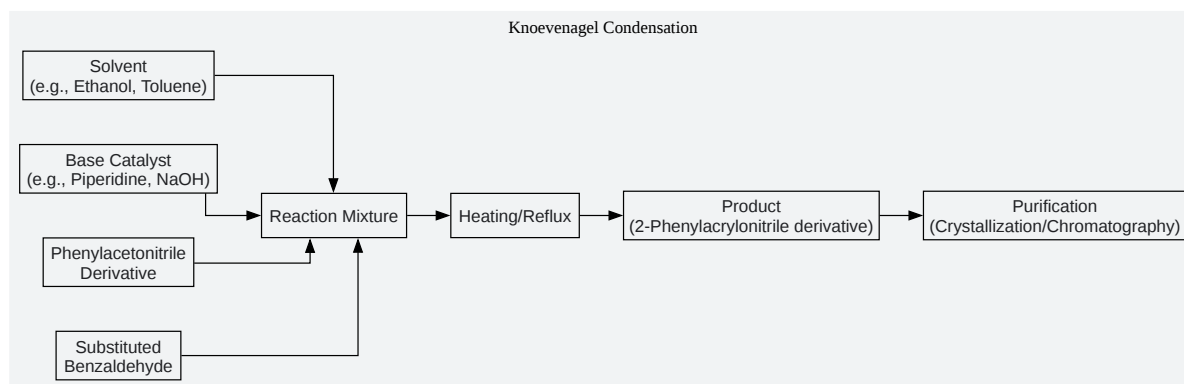 Knoevenagel Condensation
Solvent
(e.g., Ethanol, Toluene)
Base Catalyst
(e.g., Piperidine, NaOH)
Phenylacetonitrile
Derivative
Substituted
Benzaldehyde
Reaction Mixture
Heating/Reflux
Product
(2-Phenylacrylonitrile derivative)
Purification
(Crystallization/Chromatography)